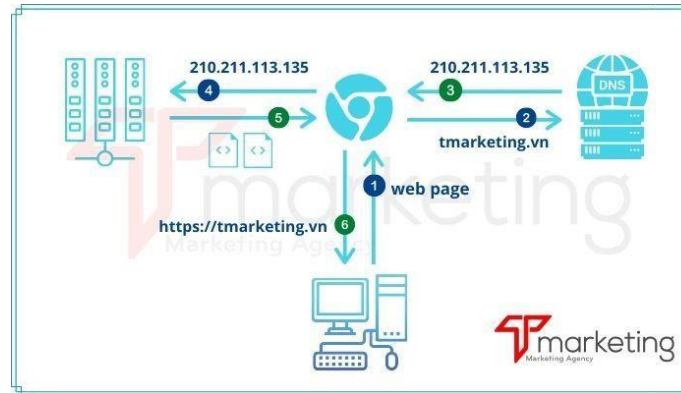 210.211.113.135
210.211.113.135
4
3
DNS
5
2
tmarketing.vn
1 web page
https://tmarketing.vn 6
marketing
Marketing Agency
marketing
Marketing Agency